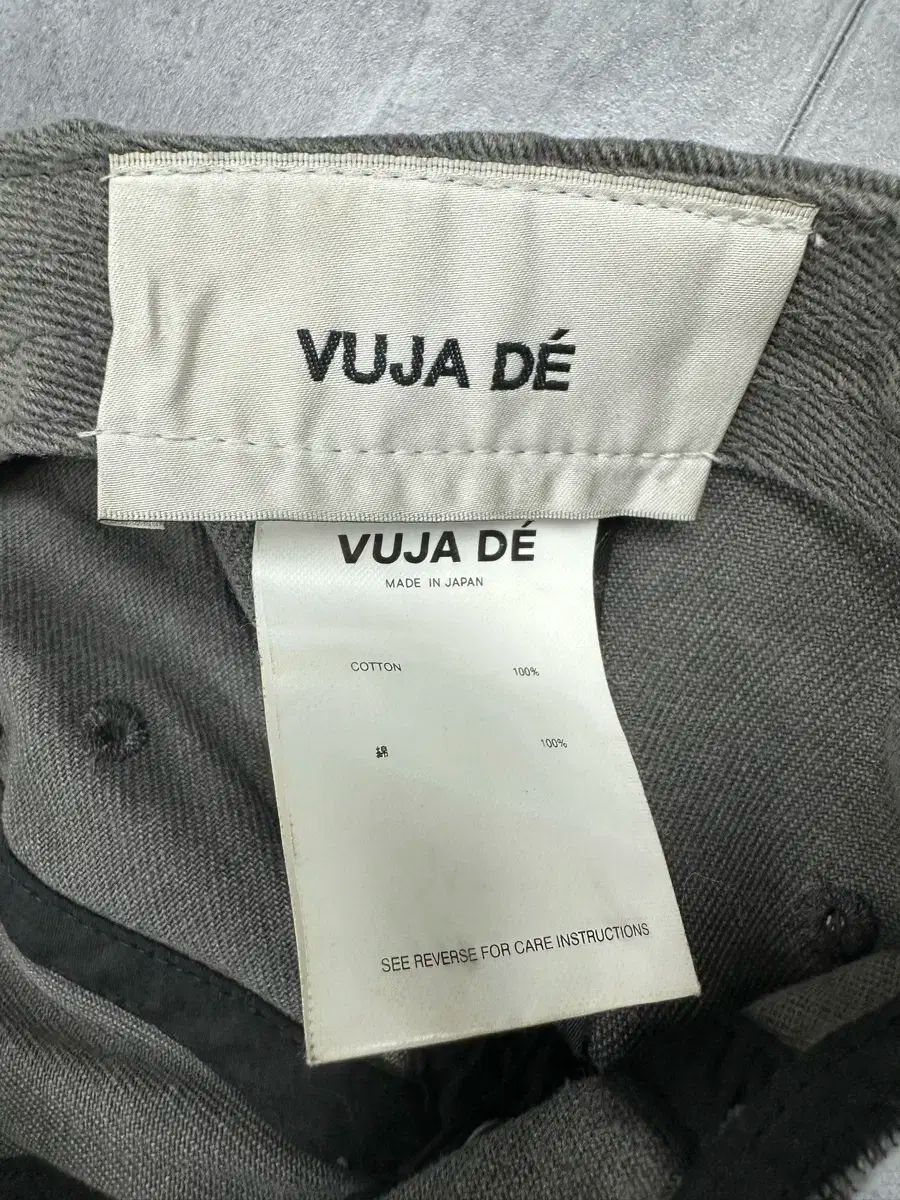 VUJA DÉ
VUJA DÉ
MADE IN JAPAN
COTTON 100%
綿 100%
SEE REVERSE FOR CARE INSTRUCTIONS